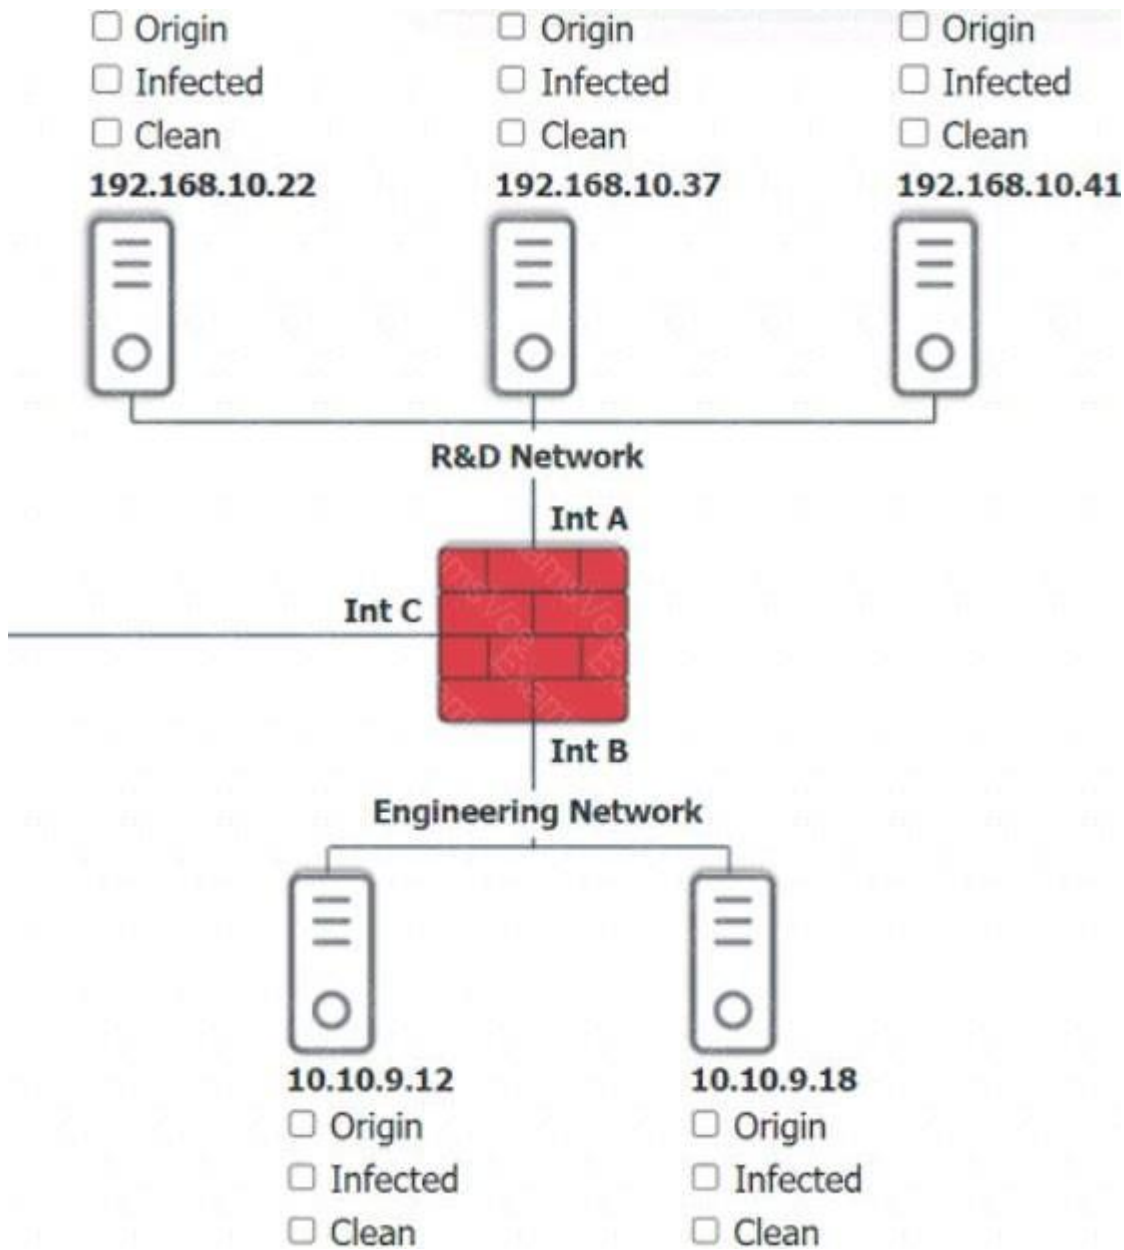 Origin Origin Origin
Infected Infected Infected
Clean Clean Clean
192.168.10.22 192.168.10.37 192.168.10.41
R&D Network
Int A
Int C
Int B
Engineering Network
10.10.9.12 10.10.9.18
Origin Origin
Infected Infected
Clean Clean